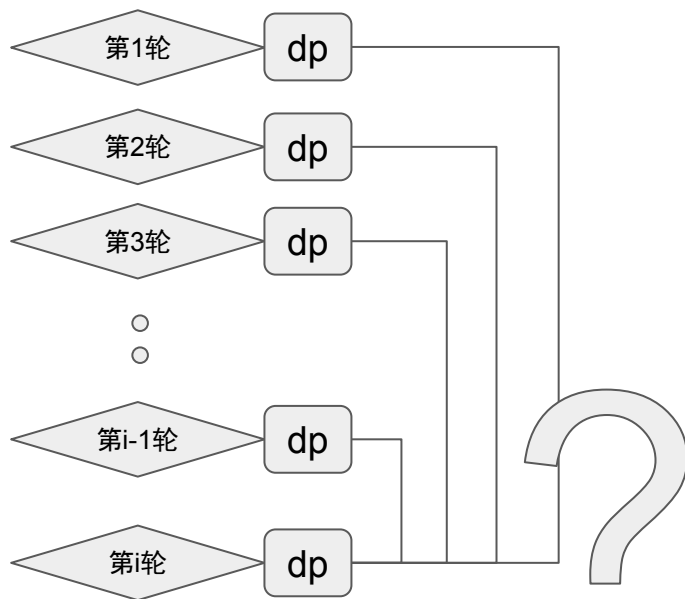 第1轮 dp
第2轮 dp
第3轮 dp
第i-1轮 dp
第i轮 dp
?